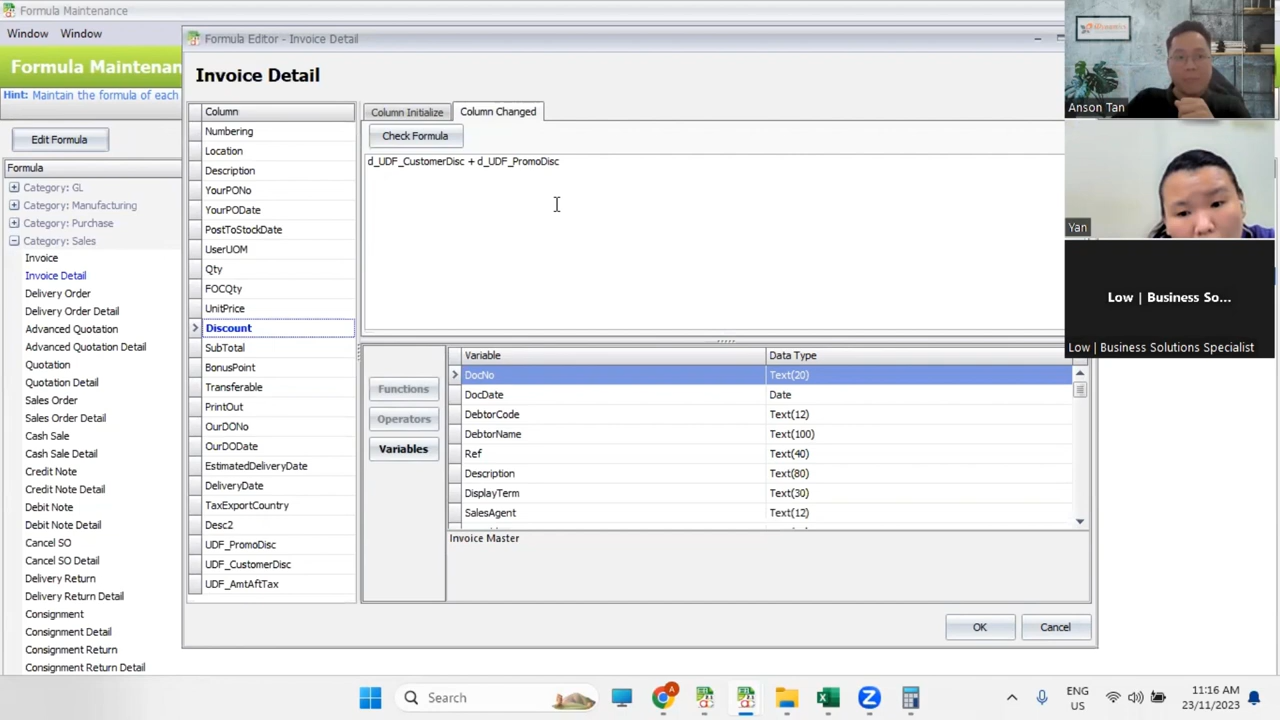 Formula Maintenance
Window
Window
Formula Maintenan
Hint: Maintain the formula of each
Edit Formula
Formula
Category: GL
Category: Manufacturing
Category: Purchase
Category: Sales
Invoice
Invoice Detail
Delivery Order
Delivery Order Detail
Advanced Quotation
Advanced Quotation Detail
Quotation
Quotation Detail
Sales Order
Sales Order Detail
Cash Sale
Cash Sale Detail
Credit Note
Credit Note Detail
Debit Note
Debit Note Detail
Cancel SO
Cancel SO Detail
Delivery Return
Delivery Return Detail
Consignment
Consignment Detail
Consignment Return
Consignment Return Detail
Formula Editor - Invoice Detail
Invoice Detail
Column
Numbering
Location
Description
YourPONo
YourPODate
PostToStockDate
UserUOM
Qty
FOCQty
UnitPrice
Discount
SubTotal
BonusPoint
Transferable
PrintOut
OurDONo
OurDODate
EstimatedDeliveryDate
DeliveryDate
TaxExportCountry
Desc2
UDF_PromoDisc
UDF_CustomerDisc
UDF_AmtAftTax
Column Initialize
Column Changed
Check Formula
d_UDF_CustomerDisc + d_UDF_PromoDisc
Functions
Operators
Variables
Variable Data Type
DocNo Text(20)
DocDate Date
DebtorCode Text(12)
DebtorName Text(100)
Ref Text(40)
Description Text(80)
DisplayTerm Text(30)
SalesAgent Text(12)
Invoice Master
OK
Cancel
Anson Tan
Yan
Low | Business So...
Low | Business Solutions Specialist
Search
ENG
US
11:16 AM
23/11/2023